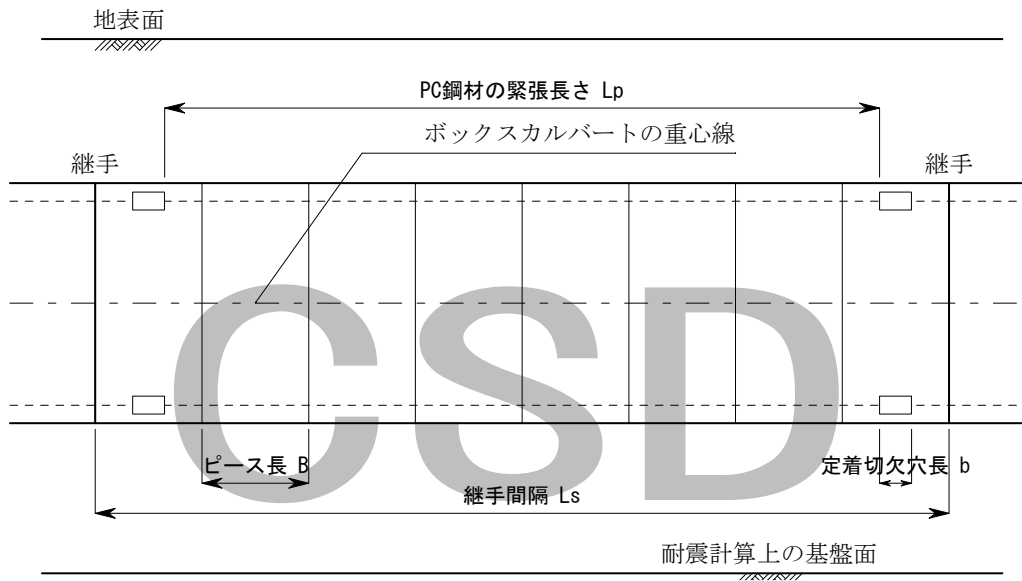 地表面
PC鋼材の緊張長さ Lp
ボックスカルバートの重心線
継手
継手
CSD
ピース長 B
定着切欠穴長 b
継手間隔 Ls
耐震計算上の基盤面